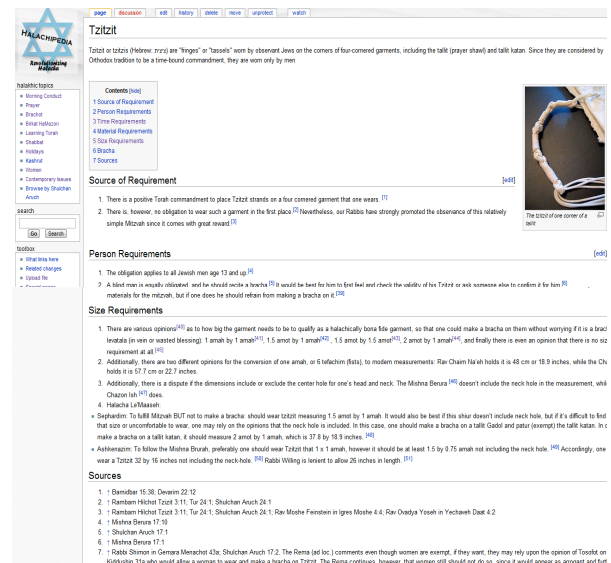 page discussion edit history delete move unprotect watch
HALACHIPEDIA
Revolutionizing
Halacha
halakhic topics
Morning Conduct
Prayer
Brachot
Birkat HaMazon
Learning Torah
Shabbat
Holidays
Kashrut
Women
Contemporary Issues
Browse by Shulchan
Aruch
search
Go Search
toolbox
What links here
Related changes
Upload file
Tzitzit
Tzitzit or tzitzis (Hebrew: ציצית) are "fringes" or "tassels" worn by observant Jews on the corners of four-cornered garments, including the tallit (prayer shawl) and tallit katan. Since they are considered by
Orthodox tradition to be a time-bound commandment, they are worn only by men
Contents [hide]
1 Source of Requirement
2 Person Requirements
3 Time Requirements
4 Material Requirements
5 Size Requirements
6 Bracha
7 Sources
The tzitzit of one corner of a
tallit
Source of Requirement [edit]
1. There is a positive Torah commandment to place Tzitzit strands on a four cornered garment that one wears. [1]
2. There is, however, no obligation to wear such a garment in the first place.[2] Nevertheless, our Rabbis have strongly promoted the observance of this relatively
simple Mitzvah since it comes with great reward.[3]
Person Requirements [edit]
1. The obligation applies to all Jewish men age 13 and up.[4]
2. A blind man is equally obligated, and he should recite a bracha.[5] It would be best for him to first feel and check the validity of his Tzitzit or ask someone else to confirm it for him.[6]
materials for the mitzvah, but if one does he should refrain from making a bracha on it.[39]
Size Requirements
1. There are various opinions[40] as to how big the garment needs to be to qualify as a halachically bona fide garment, so that one could make a bracha on them without worrying if it is a brac
levatala (in vein or wasted blessing): 1 amah by 1 amah[41], 1.5 amot by 1 amah[42], 1.5 amot by 1.5 amot[43], 2 amot by 1 amah[44], and finally there is even an opinion that there is no siz
requirement at all.[45]
2. Additionally, there are two different opinions for the conversion of one amah, or 6 tefachim (fists), to modern measurements: Rav Chaim Na'eh holds it is 48 cm or 18.9 inches, while the Cha
holds it is 57.7 cm or 22.7 inches.
3. Additionally, there is a dispute if the dimensions include or exclude the center hole for one's head and neck. The Mishna Berura [46] doesn't include the neck hole in the measurement, whil
Chazon Ish [47] does.
4. Halacha Le'Maaseh:
Sephardim: To fulfill Mitzvah BUT not to make a bracha: should wear tzitzit measuring 1.5 amot by 1 amah. It would also be best if this shiur doesn't include neck hole, but if it's difficult to find
that size or uncomfortable to wear, one may rely on the opinions that the neck hole is included. In this case, one should make a bracha on a tallit Gadol and patur (exempt) the tallit katan. In o
make a bracha on a tallit katan, it should measure 2 amot by 1 amah, which is 37.8 by 18.9 inches. [48]
Ashkenazim: To follow the Mishna Brurah, preferably one should wear Tzitzit that 1 x 1 amah, however it should be at least 1.5 by 0.75 amah not including the neck hole. [49] Accordingly, one
wear a Tzitzit 32 by 16 inches not including the neck-hole. [50] Rabbi Willing is lenient to allow 26 inches in length. [51]
Sources
1. ↑ Bamidbar 15:38; Devarim 22:12
2. ↑ Rambam Hilchot Tzizit 3:11; Tur 24:1; Shulchan Aruch 24:1
3. ↑ Rambam Hilchot Tzizit 3:11; Tur 24:1; Shulchan Aruch 24:1; Rav Moshe Feinstein in Igres Moshe 4:4; Rav Ovadya Yoseh in Yechaveh Daat 4:2
4. ↑ Mishna Berura 17:10
5. ↑ Shulchan Aruch 17:1
6. ↑ Mishna Berura 17:1
7. ↑ Rabbi Shimon in Gemara Menachot 43a; Shulchan Aruch 17:2. The Rema (ad loc.) comments even though women are exempt, if they want, they may rely upon the opinion of Tosofot on
Kiddushin 31a who would allow a woman to wear and make a bracha on Tzitzit. The Rema continues, however, that women still should not do so, since it would appear as arrogant and furt